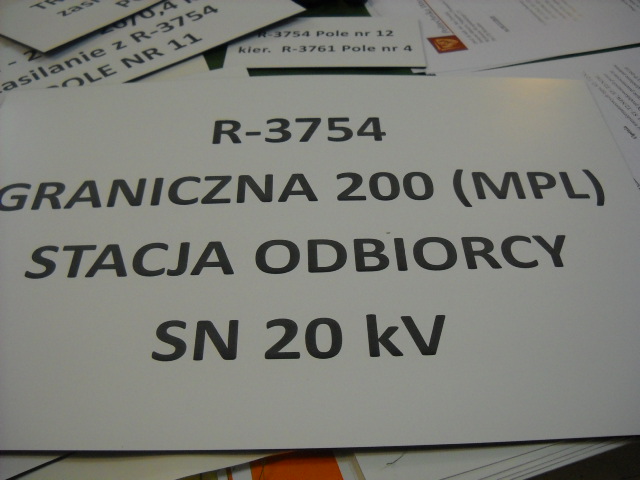 zasilanie z R-3754
POLE NR 11
R-3754 Pole nr 12
kier. R-3761 Pole nr 4
R-3754
GRANICZNA 200 (MPL)
STACJA ODBIORCY
SN 20 kV